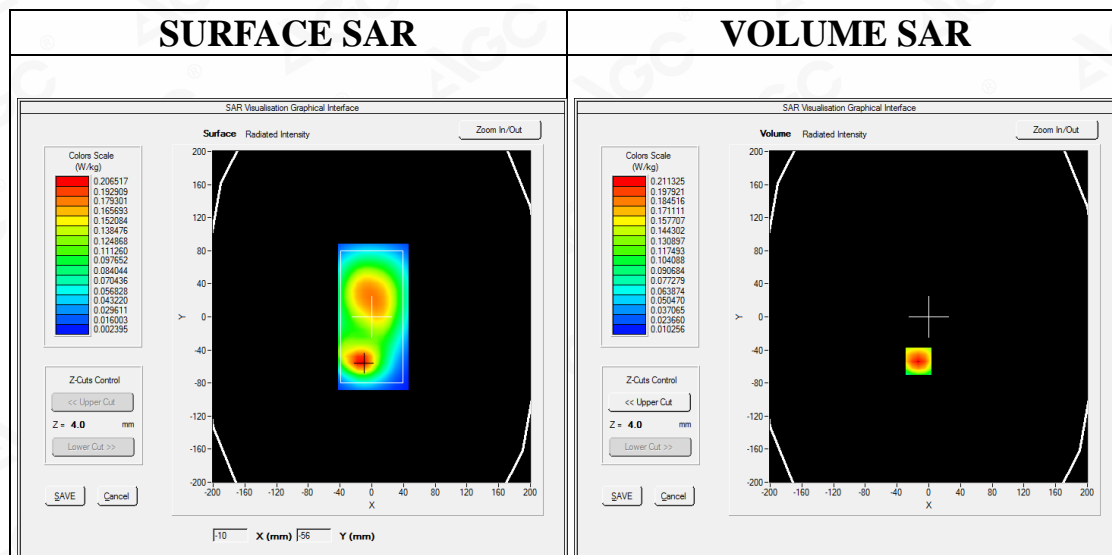 SURFACE SAR
VOLUME SAR
SAR Visualisation Graphical Interface
Surface Radiated Intensity
Zoom In/Out
Colors Scale
(W/kg)
0.206517
0.192909
0.179301
0.165693
0.152084
0.138476
0.124868
0.111260
0.097652
0.084044
0.070436
0.056828
0.043220
0.029611
0.016003
0.002395
Z-Cuts Control
<< Upper Cut
Z = 4.0 mm
Lower Cut >>
SAVE Cancel
200
160
120
80
40
0
-40
-80
-120
-160
-200
Y
-200 -160 -120 -80 -40 0 40 80 120 160 200
X
-10 X (mm) -56 Y (mm)
SAR Visualisation Graphical Interface
Volume Radiated Intensity
Zoom In/Out
Colors Scale
(W/kg)
0.211325
0.197921
0.184516
0.171111
0.157707
0.144302
0.130897
0.117493
0.104088
0.090684
0.077279
0.063874
0.050470
0.037065
0.023660
0.010256
Z-Cuts Control
<< Upper Cut
Z = 4.0 mm
Lower Cut >>
SAVE Cancel
200
160
120
80
40
0
-40
-80
-120
-160
-200
Y
-200 -160 -120 -80 -40 0 40 80 120 160 200
X
AGC